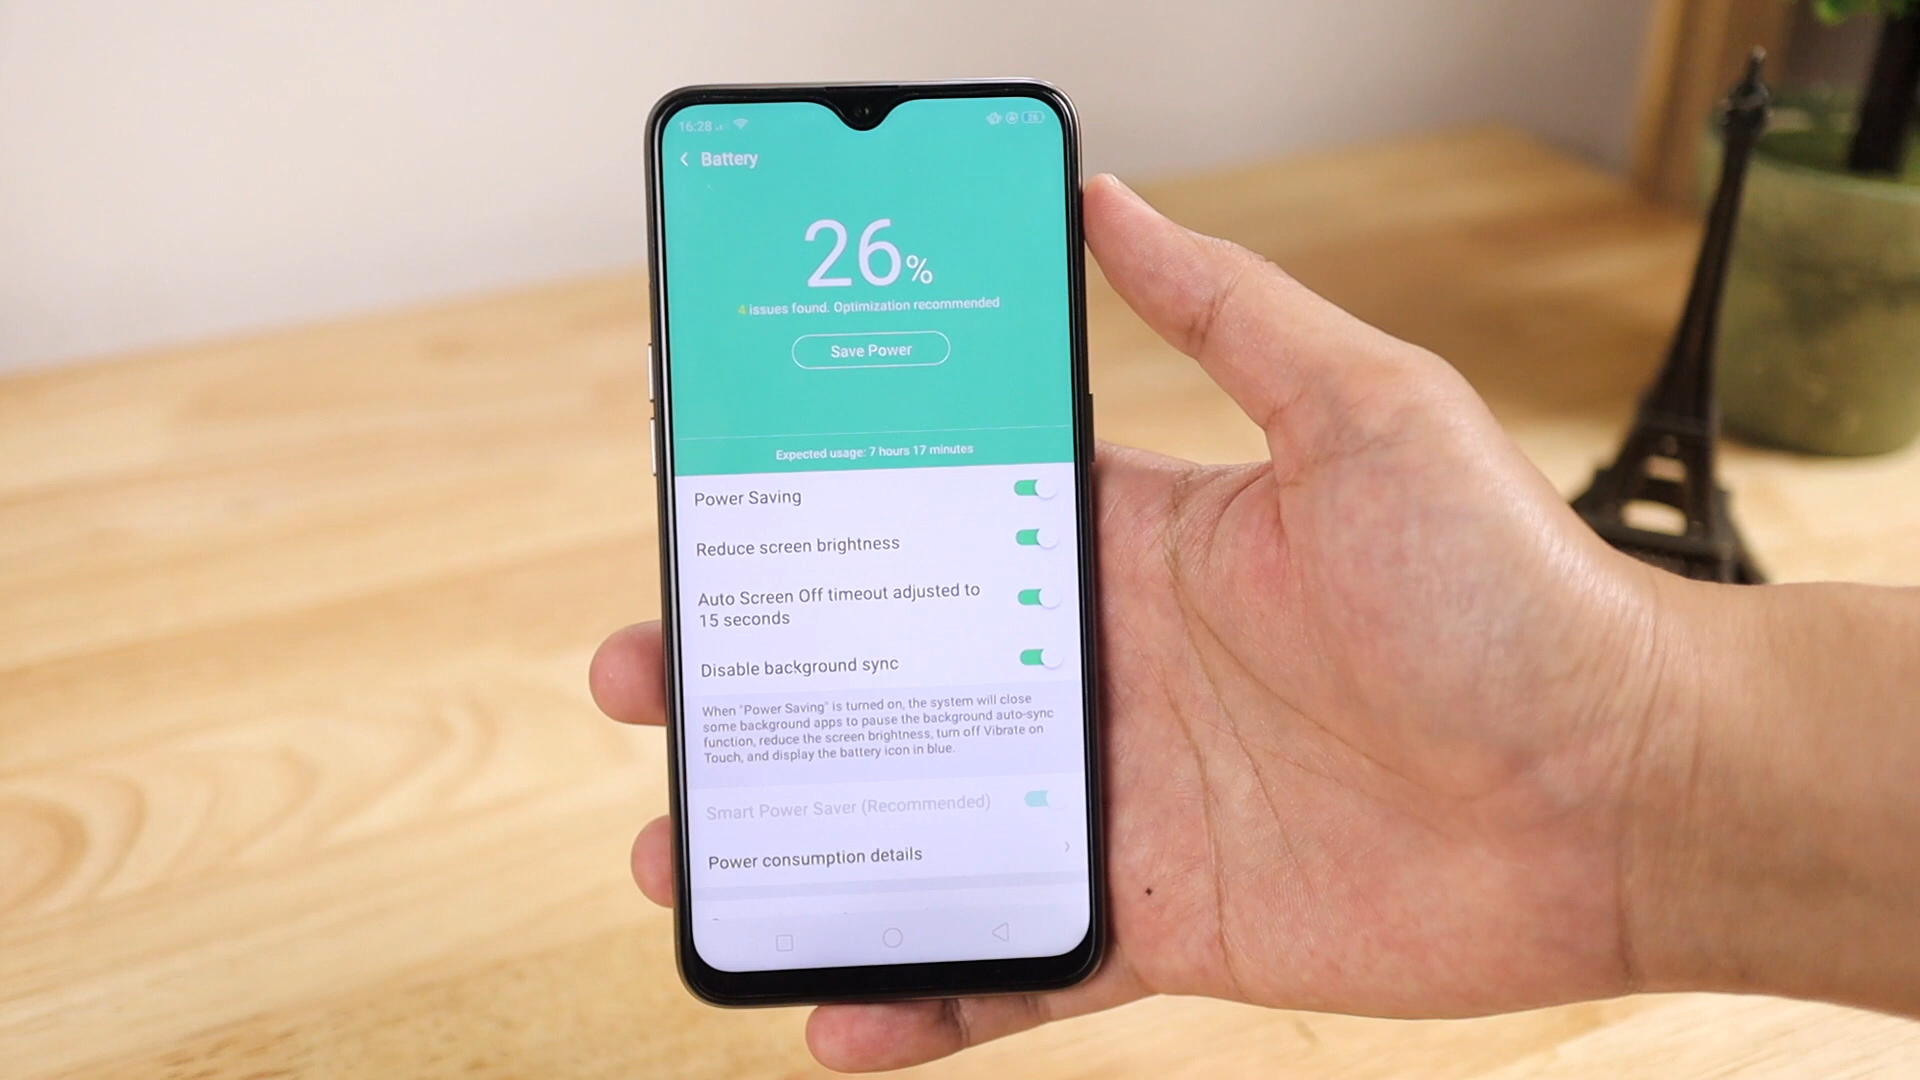 16:28
26
Battery
26%
4 issues found. Optimization recommended
Save Power
Expected usage: 7 hours 17 minutes
Power Saving
Reduce screen brightness
Auto Screen Off timeout adjusted to
15 seconds
Disable background sync
When "Power Saving" is turned on, the system will close
some background apps to pause the background auto-sync
function, reduce the screen brightness, turn off Vibrate on
Touch, and display the battery icon in blue.
Smart Power Saver (Recommended)
Power consumption details